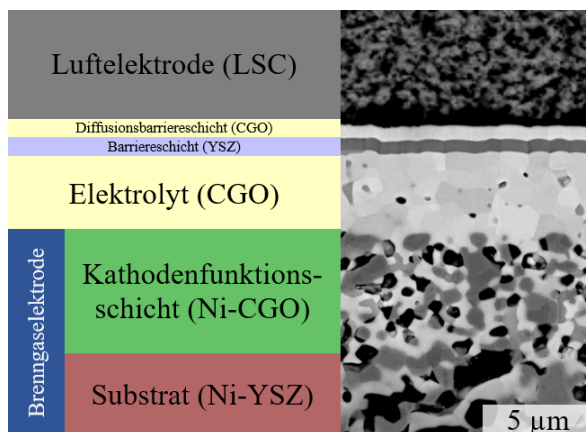 Luftelektrode (LSC)
Diffusionsbarriereschicht (CGO)
Barriereschicht (YSZ)
Elektrolyt (CGO)
Brenngaselektrode
Kathodenfunktions-
schicht (Ni-CGO)
Substrat (Ni-YSZ)
5 µm